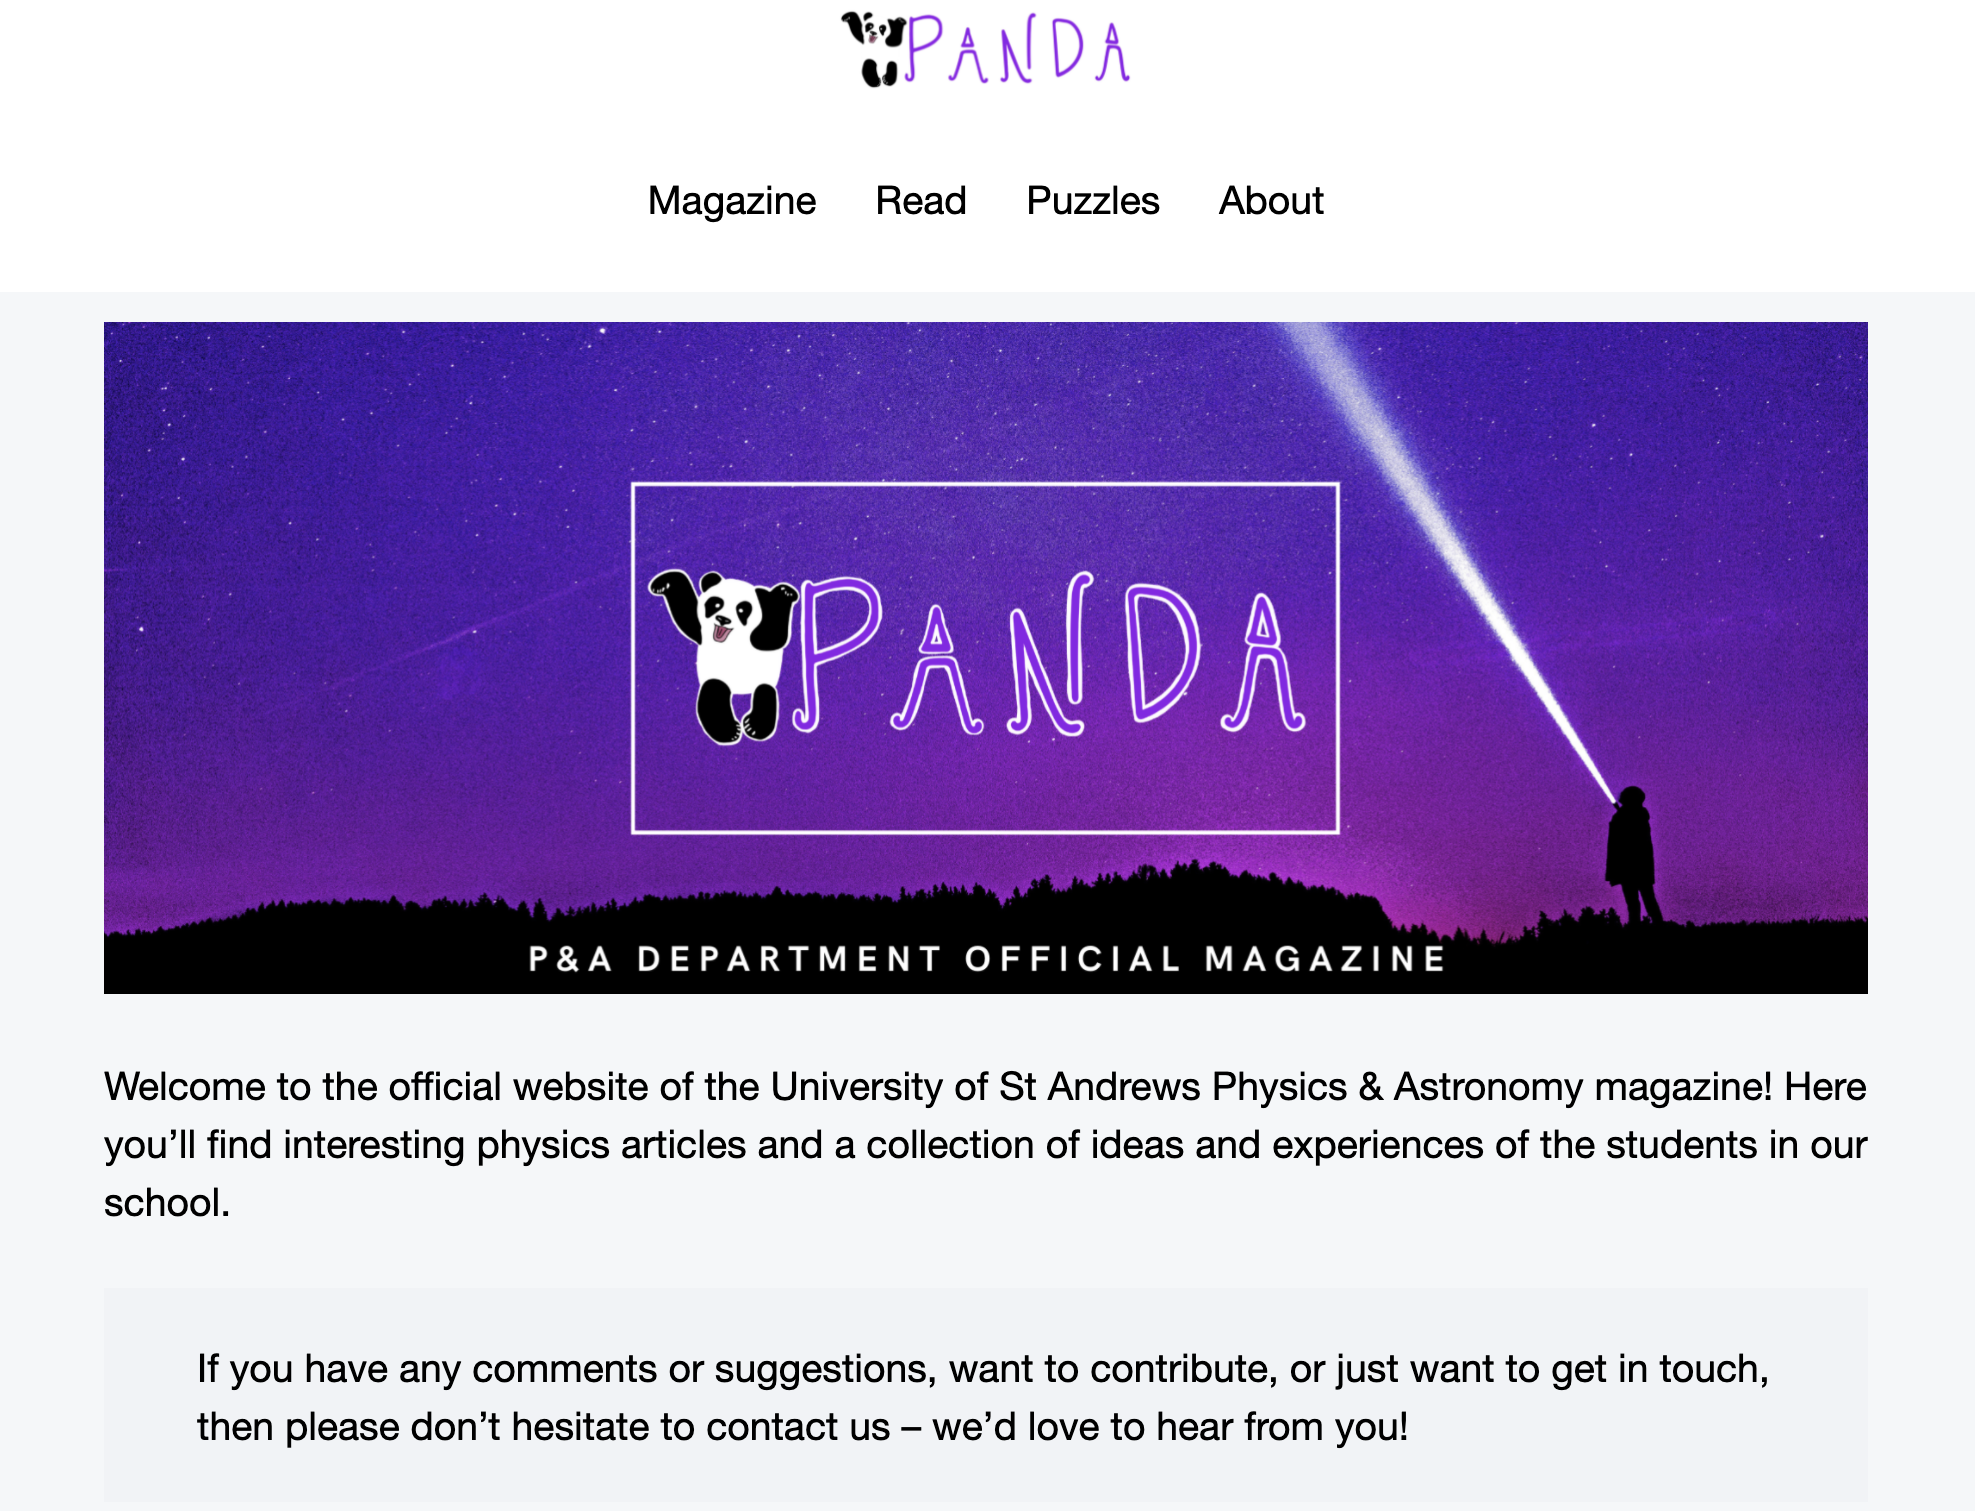 PANDA
Magazine Read Puzzles About
PANDA
P&A DEPARTMENT OFFICIAL MAGAZINE
Welcome to the official website of the University of St Andrews Physics & Astronomy magazine! Here
you’ll find interesting physics articles and a collection of ideas and experiences of the students in our
school.
If you have any comments or suggestions, want to contribute, or just want to get in touch,
then please don’t hesitate to contact us – we’d love to hear from you!